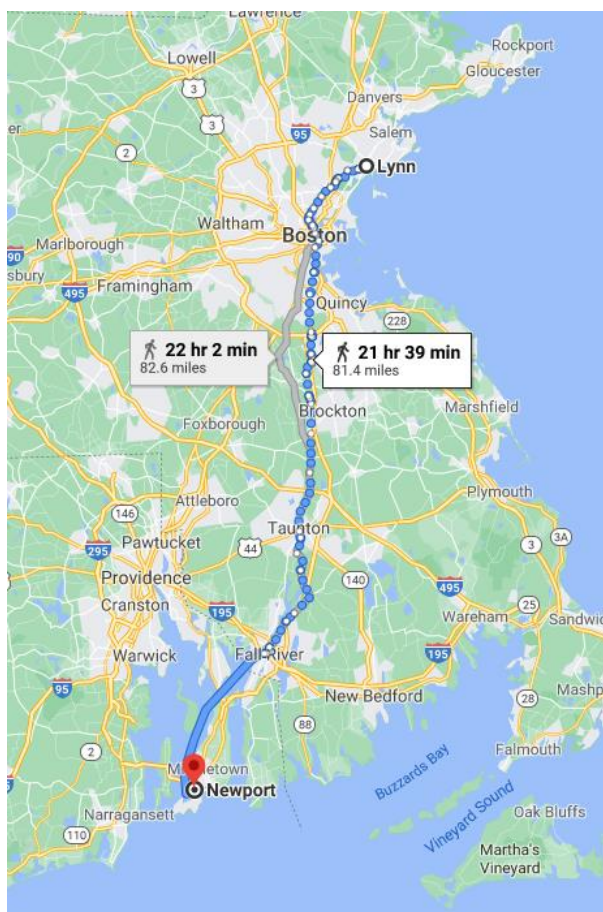 Lawrence
Rockport
Lowell
Gloucester
3
Danvers
3
95
Salem
2
Lynn
Waltham
Boston
Marlborough
90
sbury
Framingham
495
Quincy
228
22 hr 2 min
82.6 miles
21 hr 39 min
81.4 miles
Brockton
Marshfield
Foxborough
Attleboro
Plymouth
146
Taunton
295
Pawtucket
44
3
3A
Providence
140
Cranston
495
25
195
Wareham
Sandwi
Warwick
Fall River
195
95
New Bedford
28
Mashp
88
2
Falmouth
Middletown
Buzzards Bay
Newport
Narragansett
Vineyard Sound
Oak Bluffs
110
Martha's
Vineyard